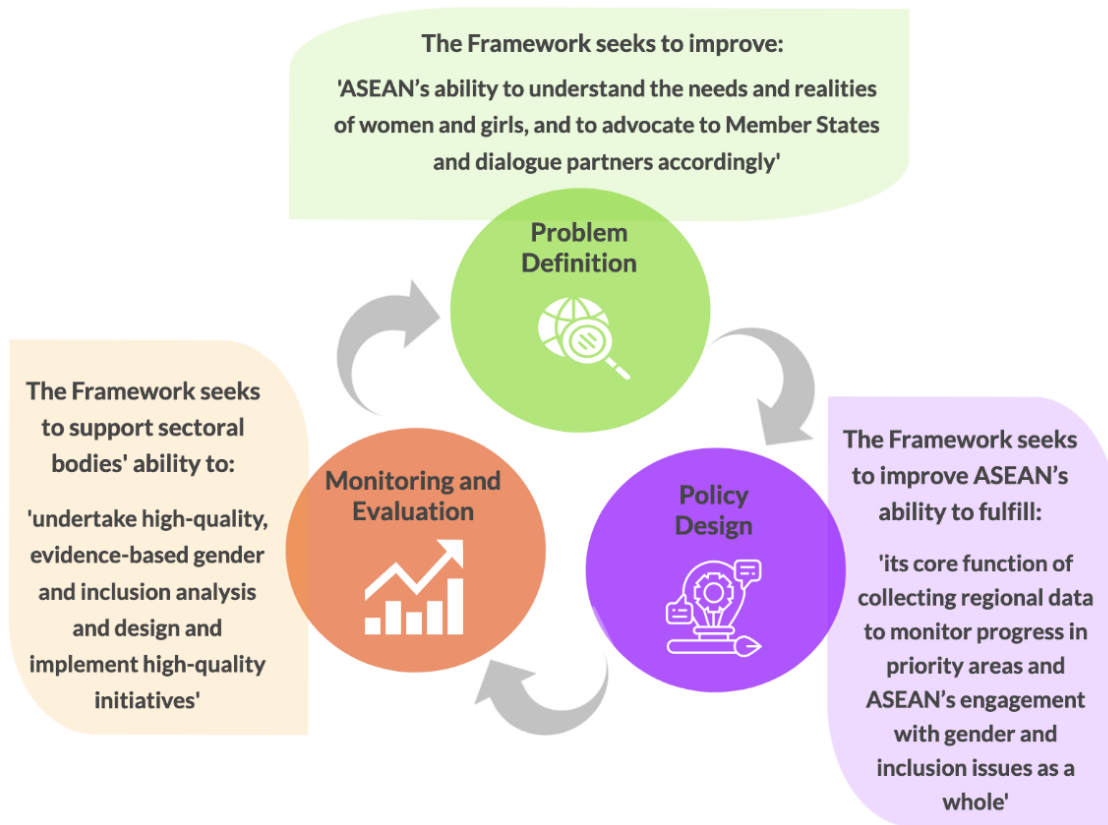 The Framework seeks to improve:
'ASEAN's ability to understand the needs and realities
of women and girls, and to advocate to Member States
and dialogue partners accordingly'
Problem
Definition
The Framework seeks
to improve ASEAN's
ability to fulfill:
'its core function of
collecting regional data
to monitor progress in
priority areas and
ASEAN's engagement
with gender and
inclusion issues as a
whole'
Policy
Design
Monitoring and
Evaluation
The Framework seeks
to support sectoral
bodies' ability to:
'undertake high-quality,
evidence-based gender
and inclusion analysis
and design and
implement high-quality
initiatives'